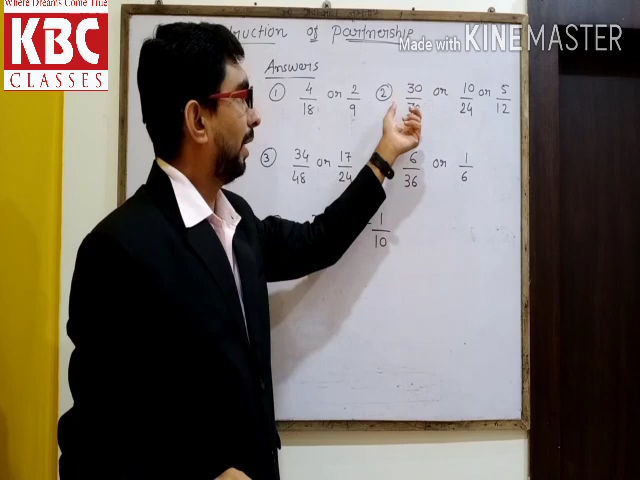 Where Dreams Come True
KBC
CLASSES
Made with KINEMASTER
of Partnership
Answers
① 4/18 or 2/9 ② 30/72 or 10/24 or 5/12
③ 34/48 or 17/24 6/36 or 1/6
1/10